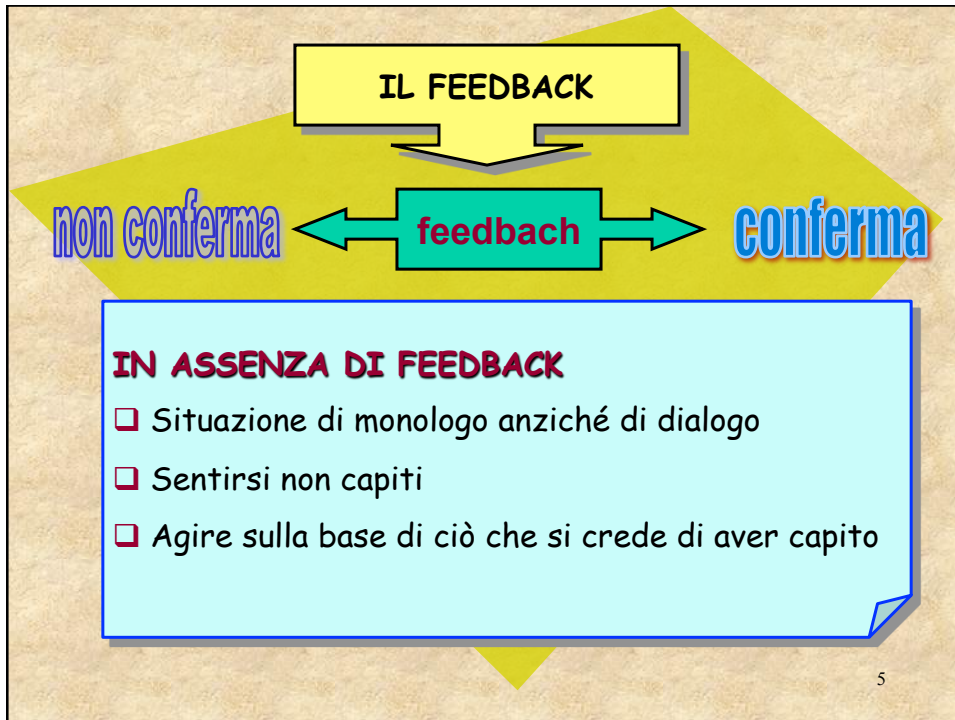 IL FEEDBACK
non conferma
feedbach
conferma
IN ASSENZA DI FEEDBACK
Situazione di monologo anziché di dialogo
Sentirsi non capiti
Agire sulla base di ciò che si crede di aver capito
5